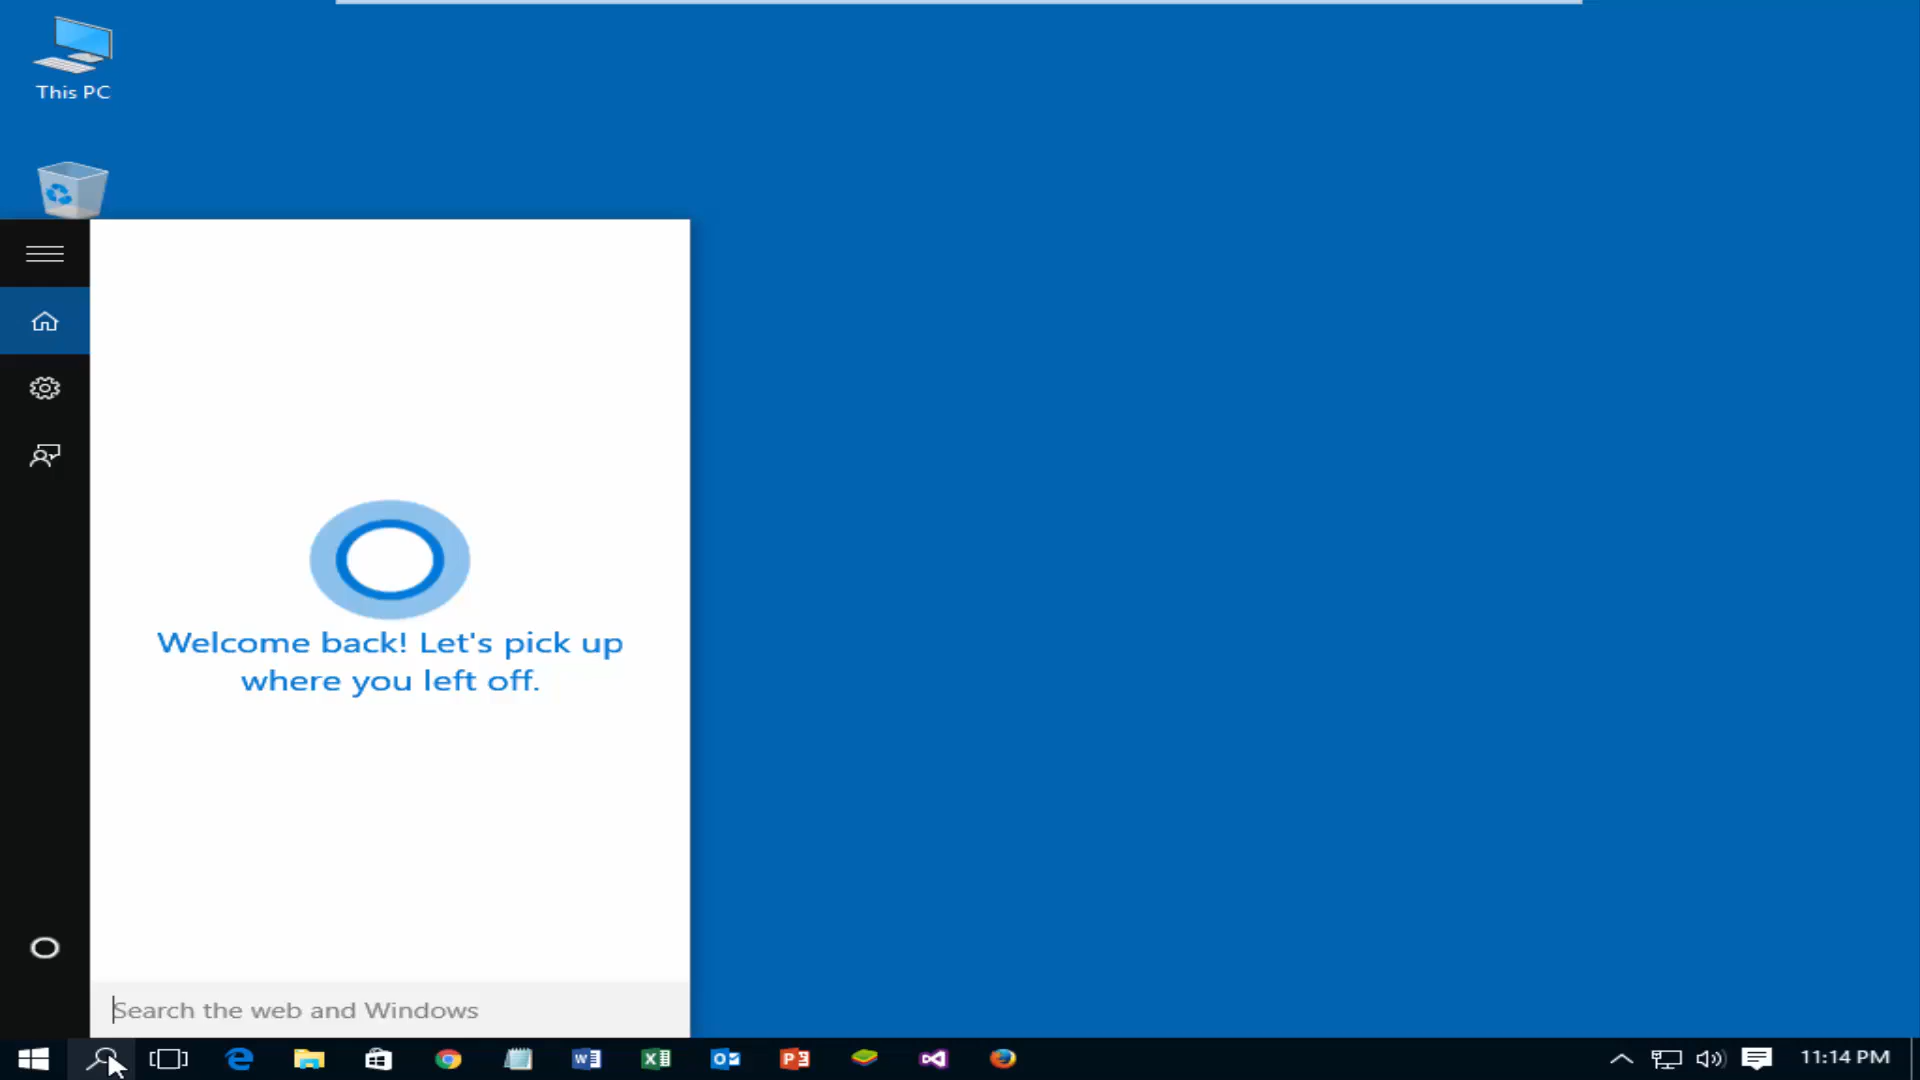 This PC
Welcome back! Let's pick up
where you left off.
Search the web and Windows
11:14 PM